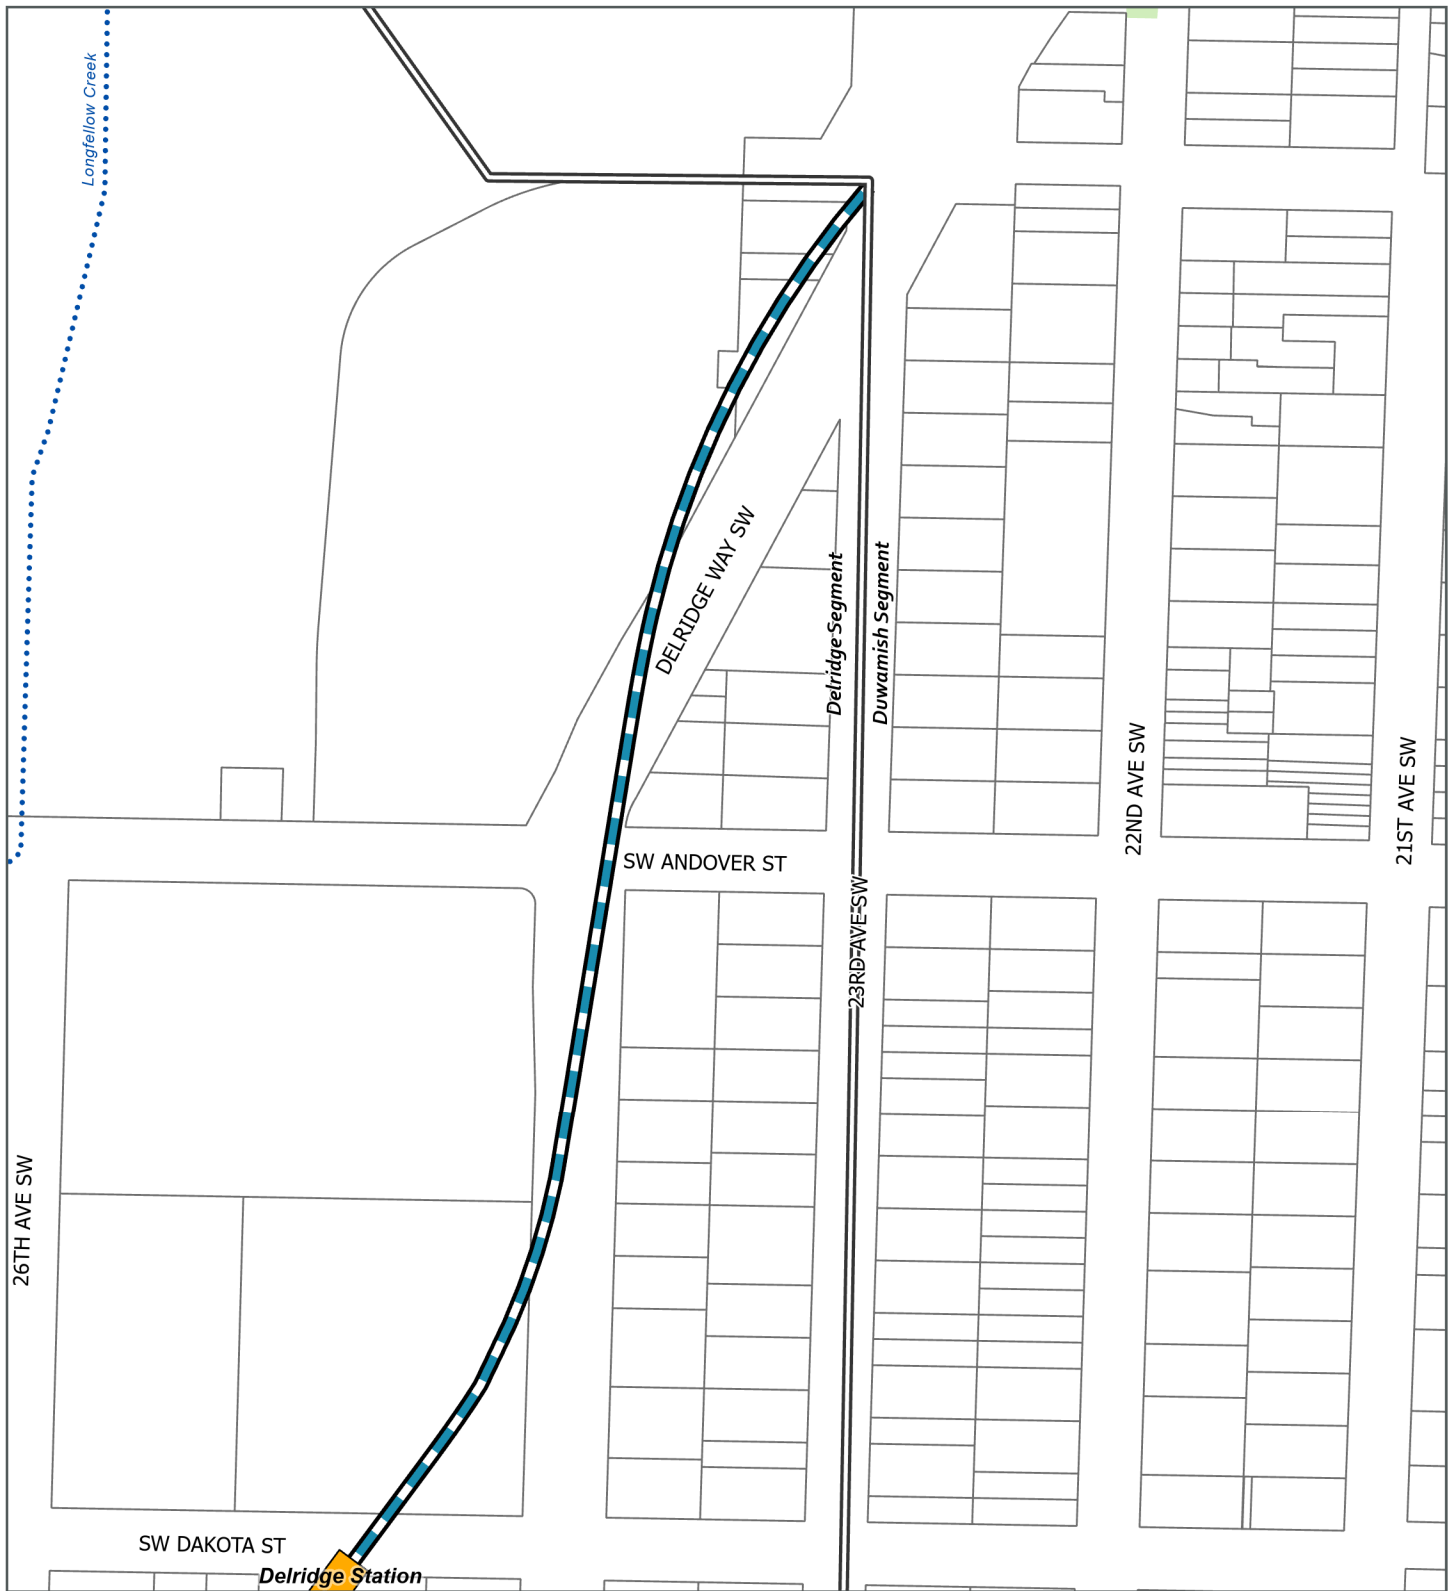 Longfellow Creek
DELRIDGE WAY SW
Delridge Segment
Duwamish Segment
22ND AVE SW
21ST AVE SW
SW ANDOVER ST
23RD AVE SW
26TH AVE SW
SW DAKOTA ST
Delridge Station